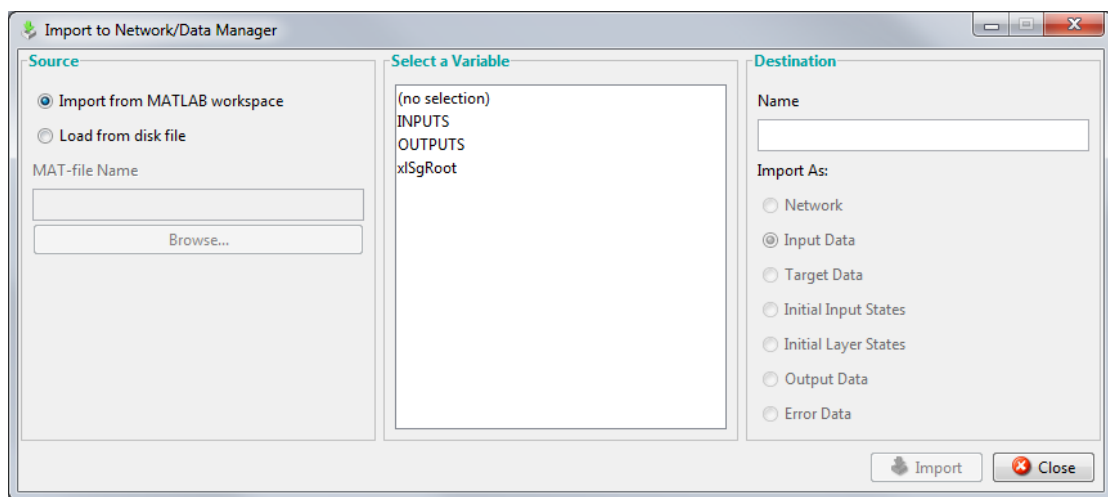 Import to Network/Data Manager
Source
Import from MATLAB workspace
Load from disk file
MAT-file Name
Browse...
Select a Variable
(no selection)
INPUTS
OUTPUTS
xlSgRoot
Destination
Name
Import As:
Network
Input Data
Target Data
Initial Input States
Initial Layer States
Output Data
Error Data
Import
Close